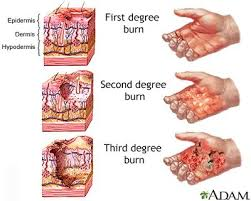 Epidermis
Dermis
Hypodermis
First degree
burn
Second degree
burn
Third degree
burn
ADAM.